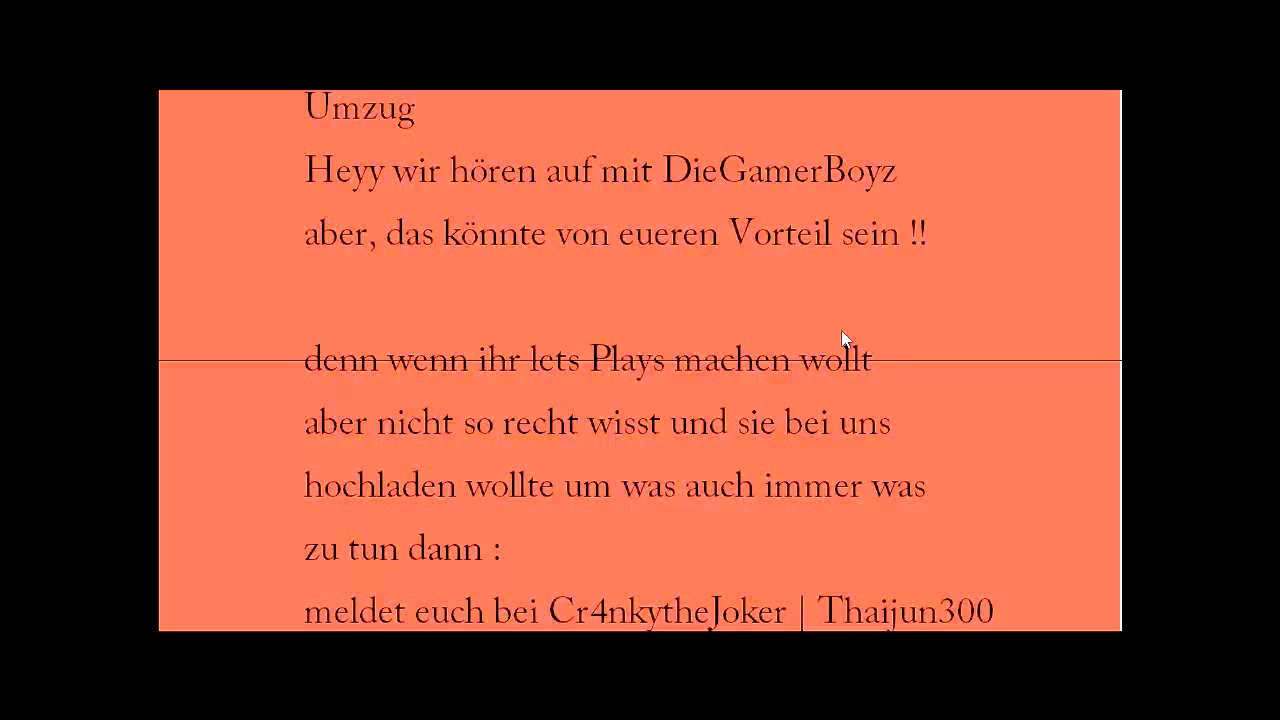 Umzug
Heyy wir hören auf mit DieGamerBoyz
aber, das könnte von eueren Vorteil sein !!
denn wenn ihr lets Plays machen wollt
aber nicht so recht wisst und sie bei uns
hochladen wollte um was auch immer was
zu tun dann :
meldet euch bei Cr4nkytheJoker | Thaijun300